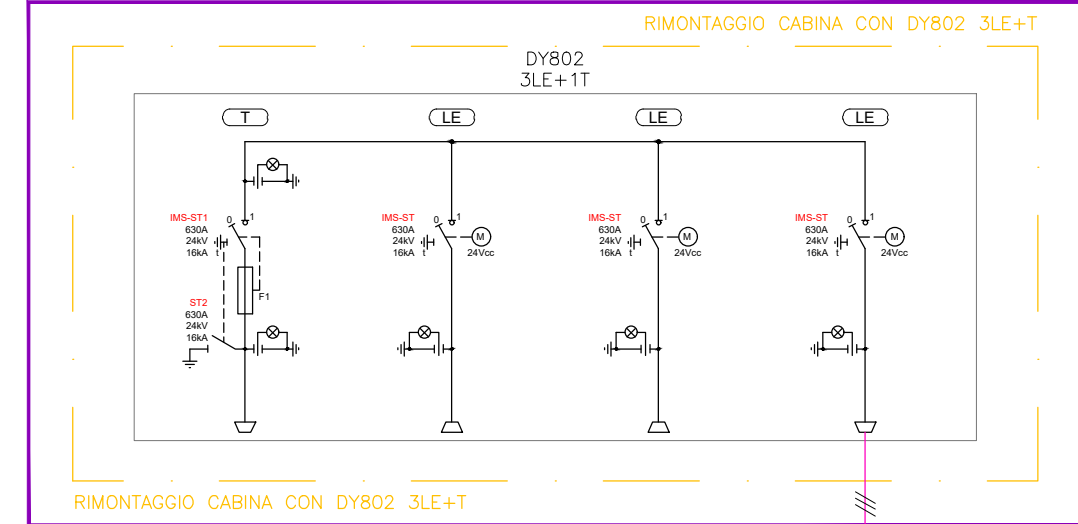 RIMONTAGGIO CABINA CON DY802 3LE+T
DY802
3LE+1T
T
LE
LE
LE
IMS-ST1
630A
24kV
16kA
t
0
1
F1
ST2
630A
24kV
16kA
IMS-ST
630A
24kV
16kA
t
0
1
M
24Vcc
IMS-ST
630A
24kV
16kA
t
0
1
M
24Vcc
IMS-ST
630A
24kV
16kA
t
0
1
M
24Vcc
RIMONTAGGIO CABINA CON DY802 3LE+T